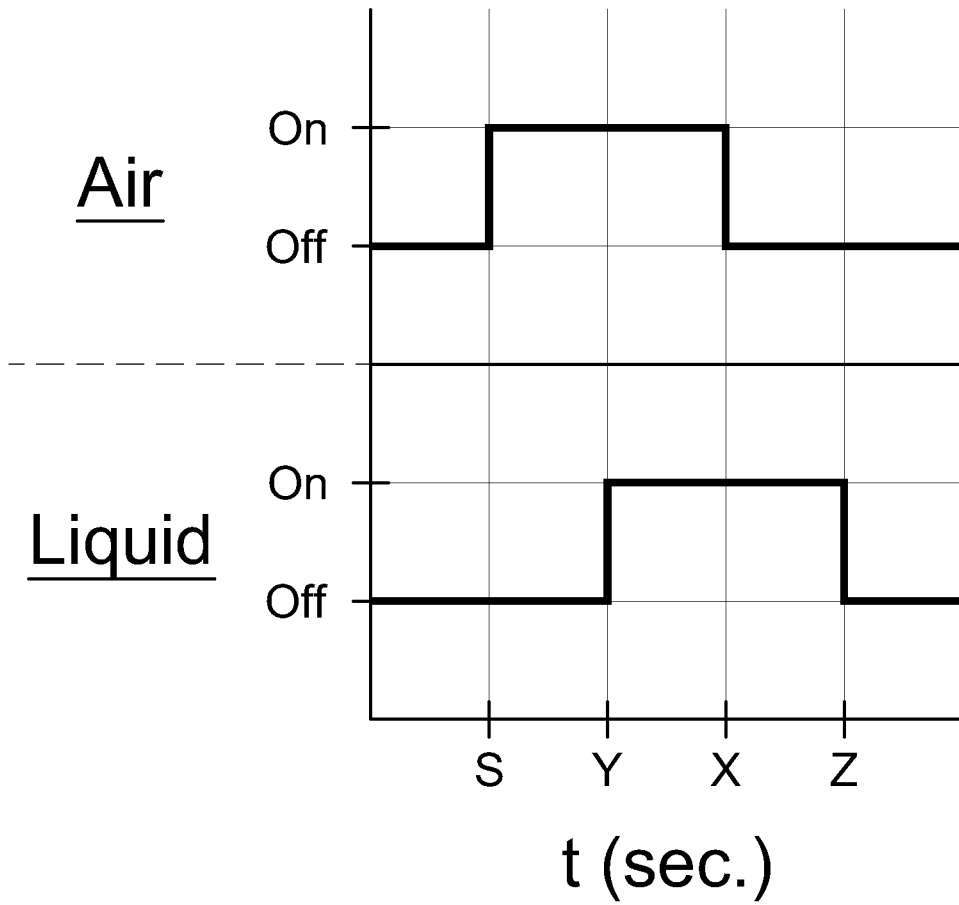 On
Air
Off
On
Liquid
Off
S Y X Z
t (sec.)